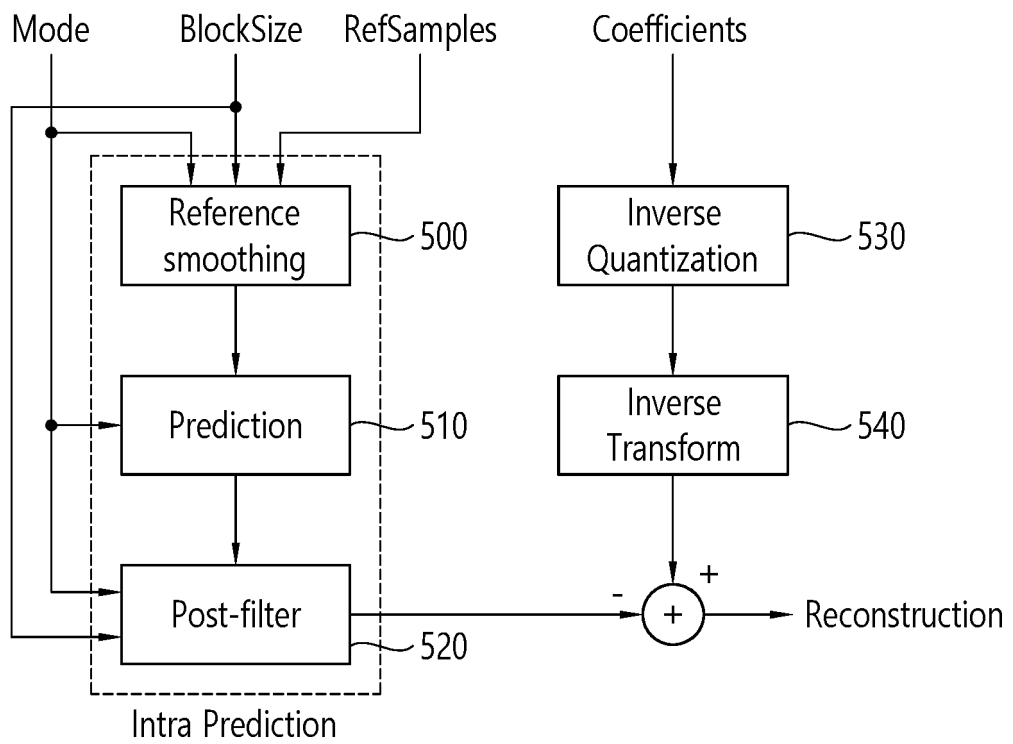 Mode BlockSize RefSamples Coefficients
Reference
smoothing
500
Inverse
Quantization
530
Prediction
510
Inverse
Transform
540
Post-filter
520
- +
+
Reconstruction
Intra Prediction